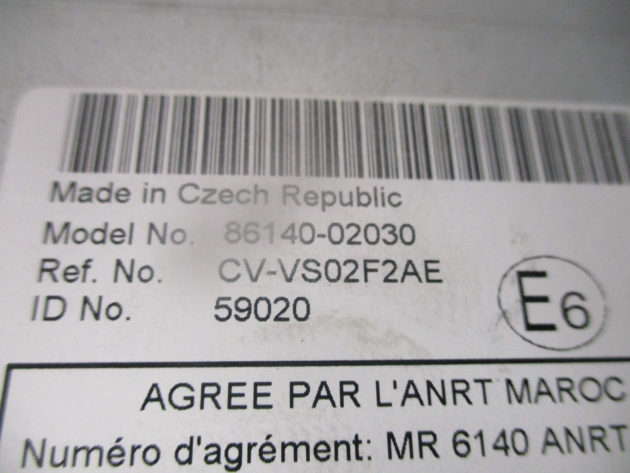 Made in Czech Republic
Model No. 86140-02030
Ref. No. CV-VS02F2AE
ID No. 59020
E6
AGREE PAR L'ANRT MAROC
Numéro d'agrément: MR 6140 ANRT